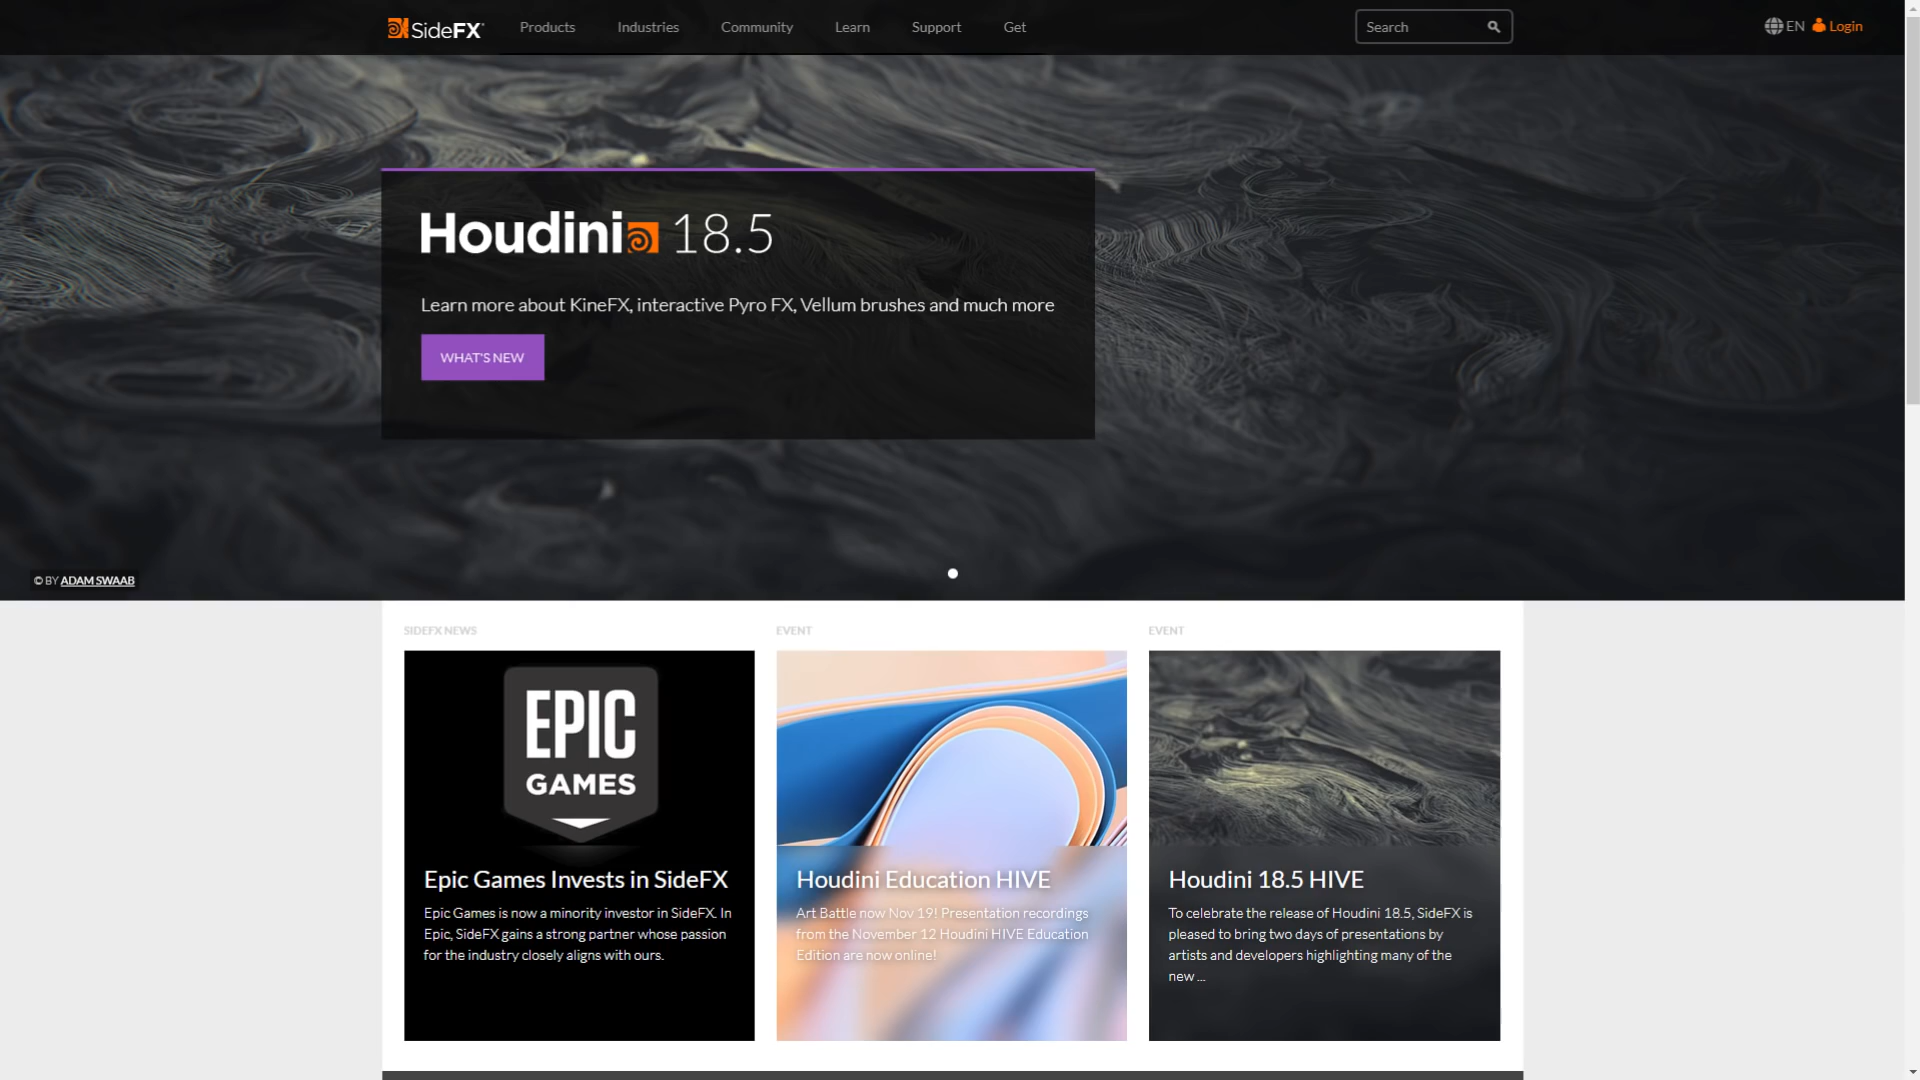 SideFX Products Industries Community Learn Support Get Search EN Login
Houdini 18.5
Learn more about KineFX, interactive Pyro FX, Vellum brushes and much more
WHAT'S NEW
© BY ADAM SWAAB
SIDEFX NEWS
EPIC
GAMES
Epic Games Invests in SideFX
Epic Games is now a minority investor in SideFX. In
Epic, SideFX gains a strong partner whose passion
for the industry closely aligns with ours.
EVENT
Houdini Education HIVE
Art Battle now Nov 19! Presentation recordings
from the November 12 Houdini HIVE Education
Edition are now online!
EVENT
Houdini 18.5 HIVE
To celebrate the release of Houdini 18.5, SideFX is
pleased to bring two days of presentations by
artists and developers highlighting many of the
new ...